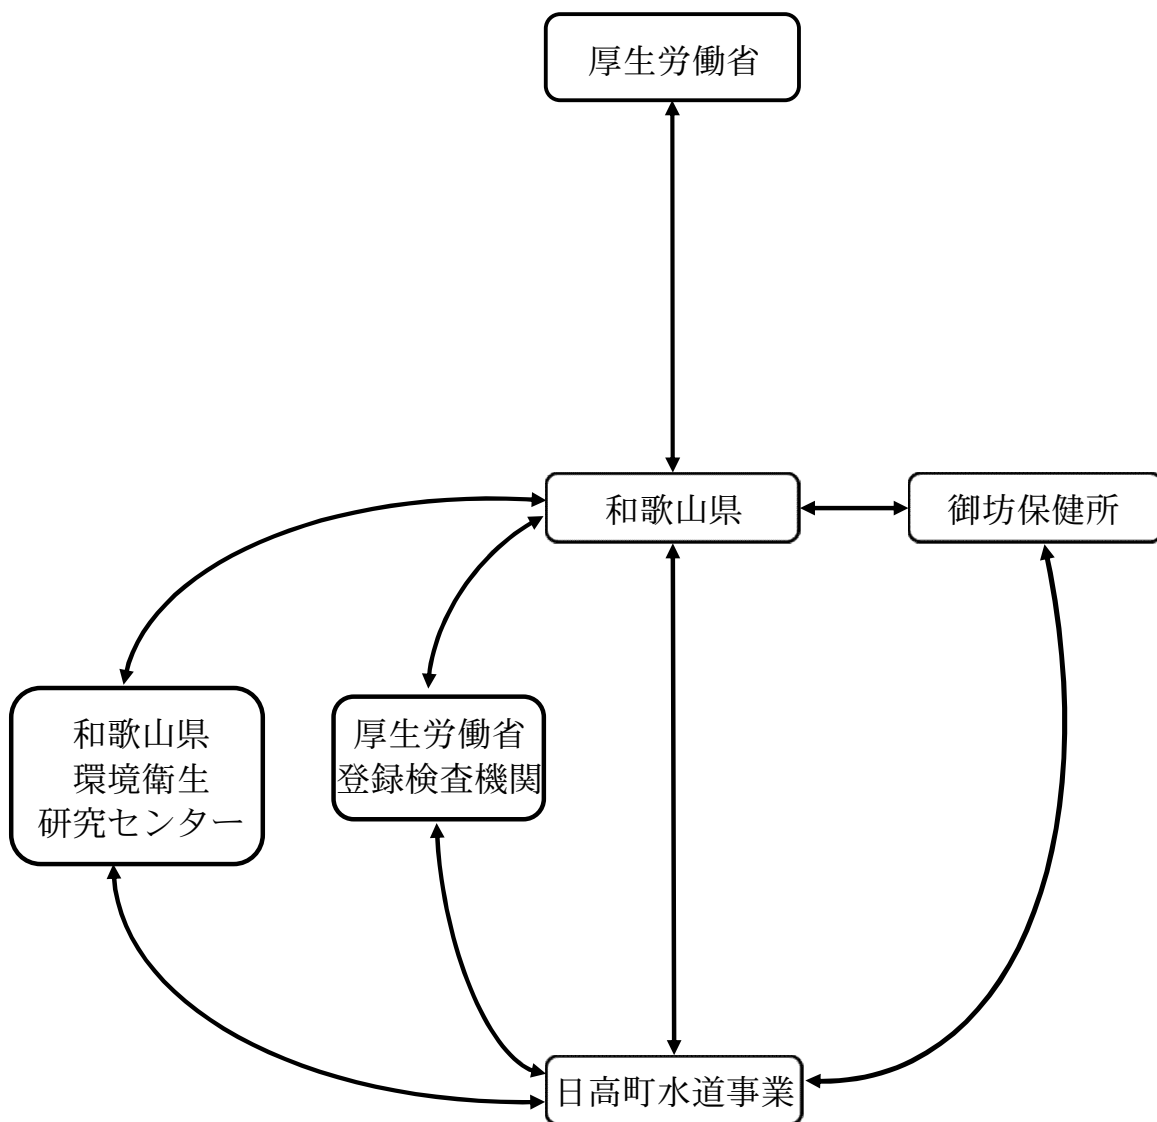 厚生労働省
和歌山県
御坊保健所
和歌山県
環境衛生
研究センター
厚生労働省
登録検査機関
日高町水道事業